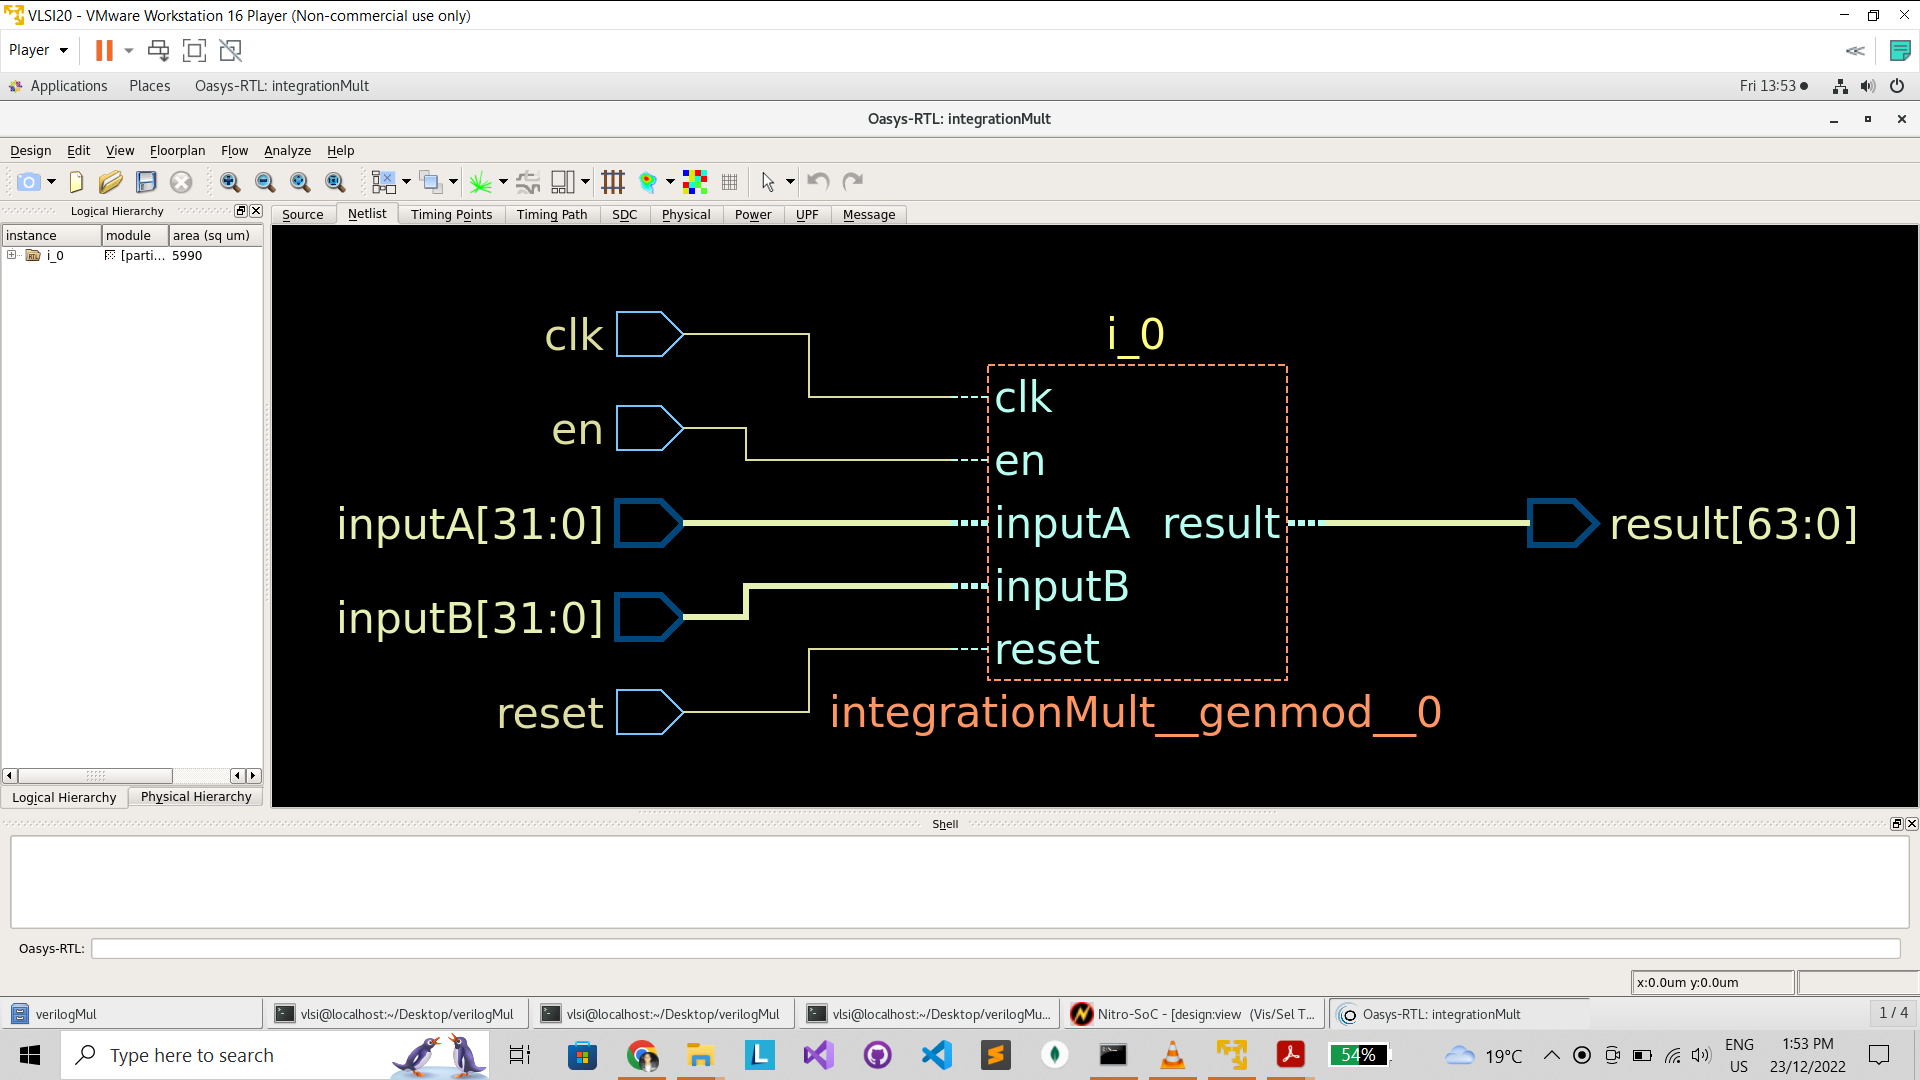 VLSI20 - VMware Workstation 16 Player (Non-commercial use only)
Player
Applications Places Oasys-RTL: integrationMult Fri 13:53
Oasys-RTL: integrationMult
Design Edit View Floorplan Flow Analyze Help
Logical Hierarchy
Source Netlist Timing Points Timing Path SDC Physical Power UPF Message
instance module area (sq um)
i_0 [parti... 5990
clk
i_0
clk
en
en
inputA[31:0]
inputA result
result[63:0]
inputB
inputB[31:0]
reset
reset
integrationMult__genmod__0
Logical Hierarchy Physical Hierarchy
Shell
Oasys-RTL:
x:0.0um y:0.0um
verilogMul
vlsi@localhost:~/Desktop/verilogMul
vlsi@localhost:~/Desktop/verilogMul
vlsi@localhost:~/Desktop/verilogMu...
Nitro-SoC - [design:view (Vis/Sel T...
Oasys-RTL: integrationMult
1 / 4
Type here to search
54%
19°C
ENG
US
1:53 PM
23/12/2022